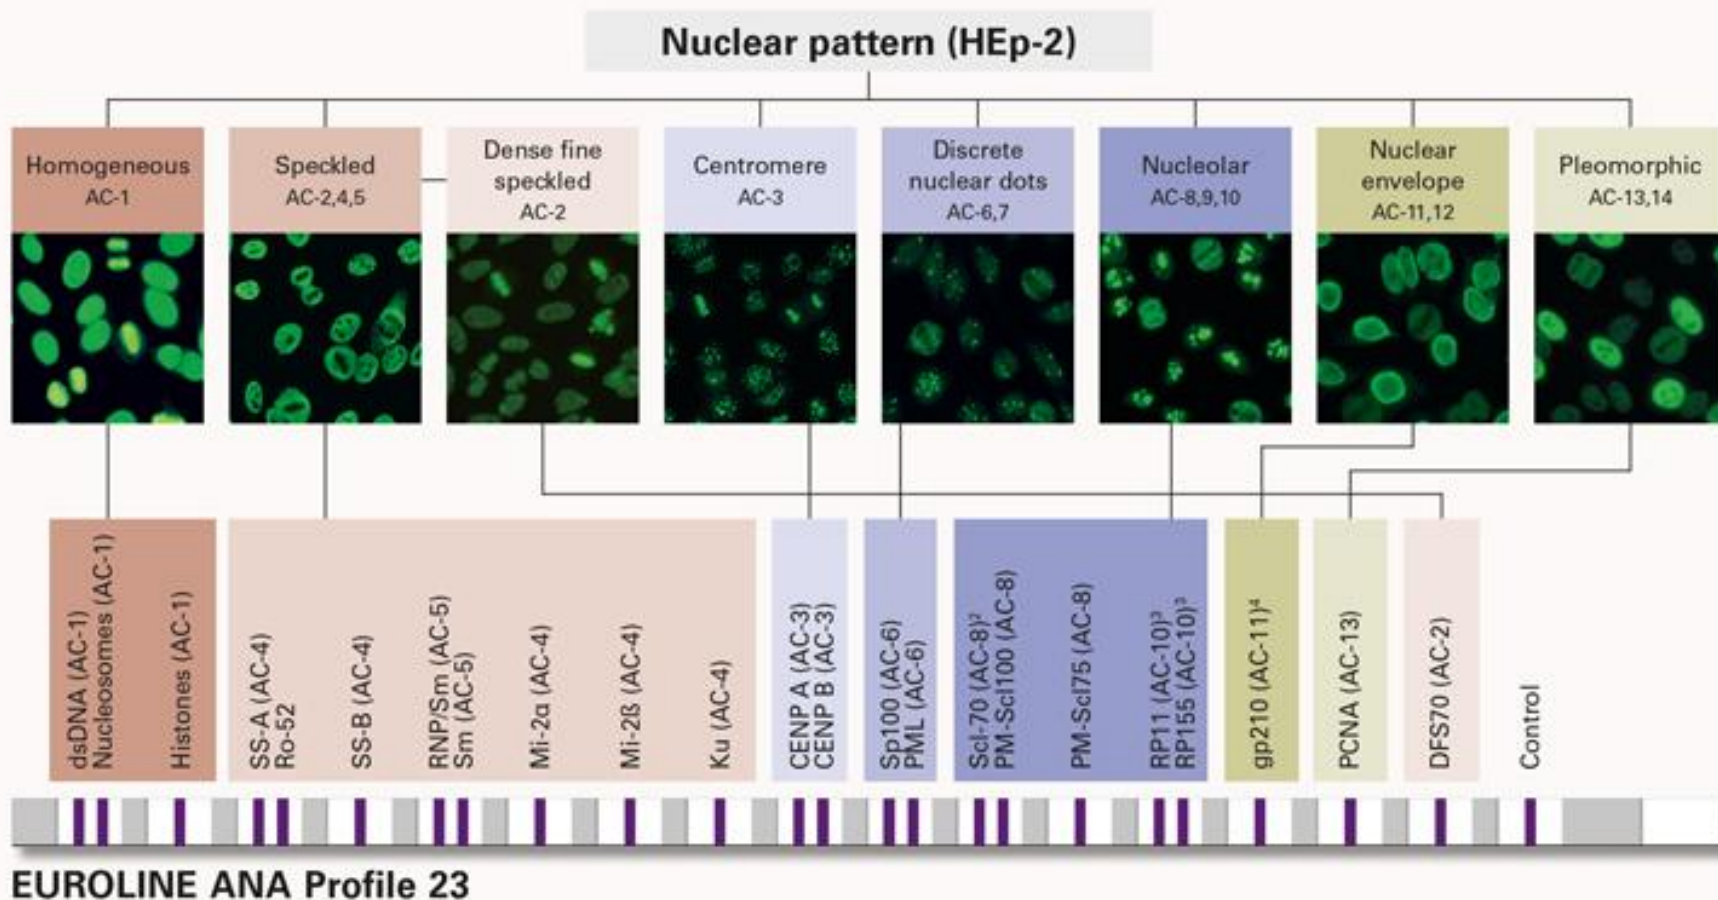 Nuclear pattern (HEp-2)
Homogeneous
AC-1
Speckled
AC-2,4,5
Dense fine
speckled
AC-2
Centromere
AC-3
Discrete
nuclear dots
AC-6,7
Nucleolar
AC-8,9,10
Nuclear
envelope
AC-11,12
Pleomorphic
AC-13,14
dsDNA (AC-1)
Nucleosomes (AC-1)
Histones (AC-1)
SS-A (AC-4)
Ro-52
SS-B (AC-4)
RNP/Sm (AC-5)
Sm (AC-5)
Mi-2α (AC-4)
Mi-2ß (AC-4)
Ku (AC-4)
CENP A (AC-3)
CENP B (AC-3)
Sp100 (AC-6)
PML (AC-6)
Scl-70 (AC-8)²
PM-Scl100 (AC-8)
PM-Scl75 (AC-8)
RP11 (AC-10)³
RP155 (AC-10)³
gp210 (AC-11)⁴
PCNA (AC-13)
DFS70 (AC-2)
Control
EUROLINE ANA Profile 23